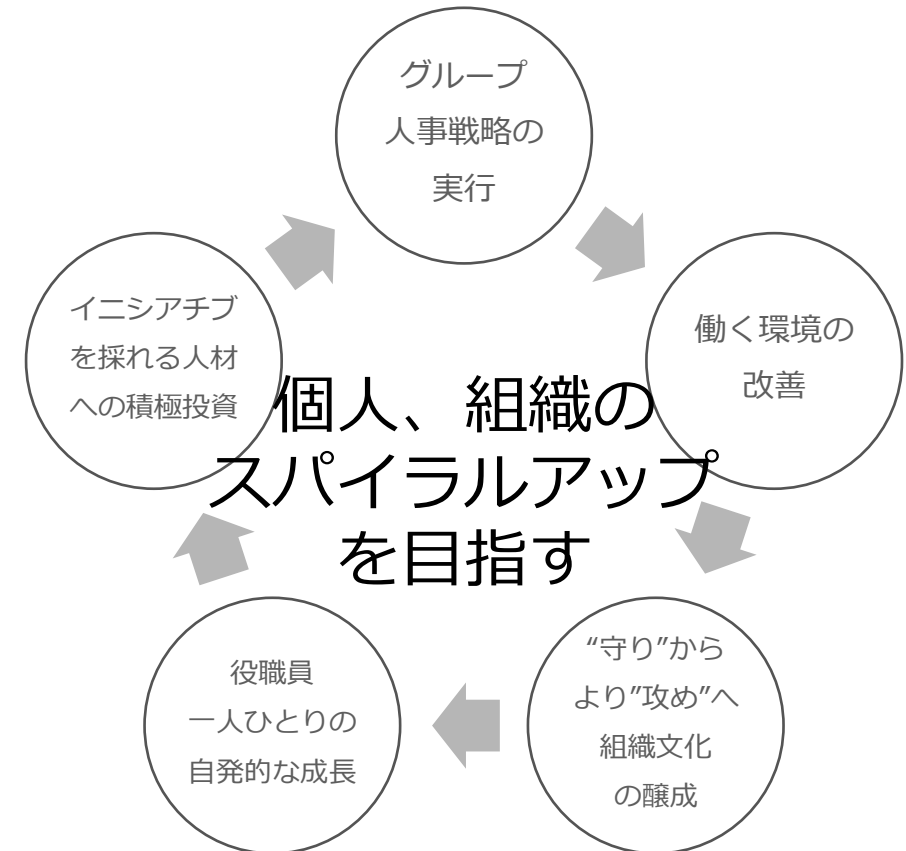 グループ
人事戦略の
実行
働く環境の
改善
“守り”から
より”攻め”へ
組織文化
の醸成
役職員
一人ひとりの
自発的な成長
イニシアチブ
を採れる人材
への積極投資
個人、組織の
スパイラルアップ
を目指す